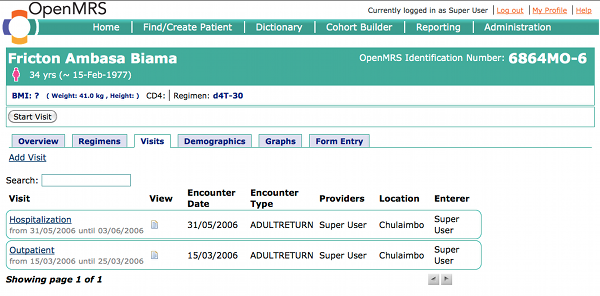 OpenMRS
Currently logged in as Super User | Log out | My Profile | Help
Home | Find/Create Patient | Dictionary | Cohort Builder | Reporting | Administration
Fricton Ambasa Biama
OpenMRS Identification Number: 6864MO-6
34 yrs (~ 15-Feb-1977)
BMI: ? ( Weight: 41.0 kg , Height: ) CD4: | Regimen: d4T-30
Start Visit
Overview Regimens Visits Demographics Graphs Form Entry
Add Visit
Search:
Visit View Encounter Date Encounter Type Providers Location Enterer
Hospitalization
from 31/05/2006 until 03/06/2006
31/05/2006 ADULTRETURN Super User Chulaimbo Super User
Outpatient
from 15/03/2006 until 25/03/2006
15/03/2006 ADULTRETURN Super User Chulaimbo Super User
Showing page 1 of 1